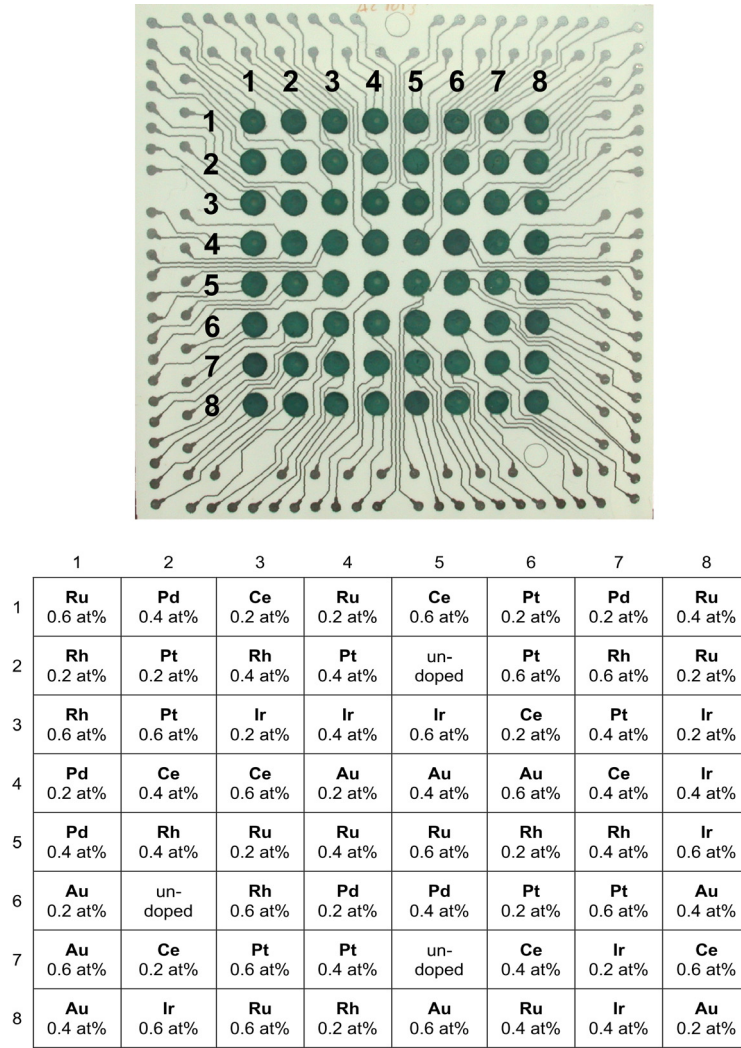 1 2 3 4 5 6 7 8
1
2
3
4
5
6
7
8
1 2 3 4 5 6 7 8
1 Ru Pd Ce Ru Ce Pt Pd Ru
0.6 at% 0.4 at% 0.2 at% 0.2 at% 0.6 at% 0.2 at% 0.2 at% 0.4 at%
2 Rh Pt Rh Pt un- Pt Rh Ru
0.2 at% 0.2 at% 0.4 at% 0.4 at% doped 0.6 at% 0.6 at% 0.2 at%
3 Rh Pt Ir Ir Ir Ce Pt Ir
0.6 at% 0.6 at% 0.2 at% 0.4 at% 0.6 at% 0.2 at% 0.4 at% 0.2 at%
4 Pd Ce Ce Au Au Au Ce Ir
0.2 at% 0.4 at% 0.6 at% 0.2 at% 0.4 at% 0.6 at% 0.4 at% 0.4 at%
5 Pd Rh Ru Ru Ru Rh Rh Ir
0.4 at% 0.4 at% 0.2 at% 0.4 at% 0.6 at% 0.2 at% 0.4 at% 0.6 at%
6 Au un- Rh Pd Pd Pt Pt Au
0.2 at% doped 0.6 at% 0.2 at% 0.4 at% 0.2 at% 0.6 at% 0.4 at%
7 Au Ce Pt Pt un- Ce Ir Ce
0.6 at% 0.2 at% 0.6 at% 0.4 at% doped 0.4 at% 0.2 at% 0.6 at%
8 Au Ir Ru Rh Au Ru Ir Au
0.4 at% 0.6 at% 0.6 at% 0.2 at% 0.6 at% 0.4 at% 0.4 at% 0.2 at%